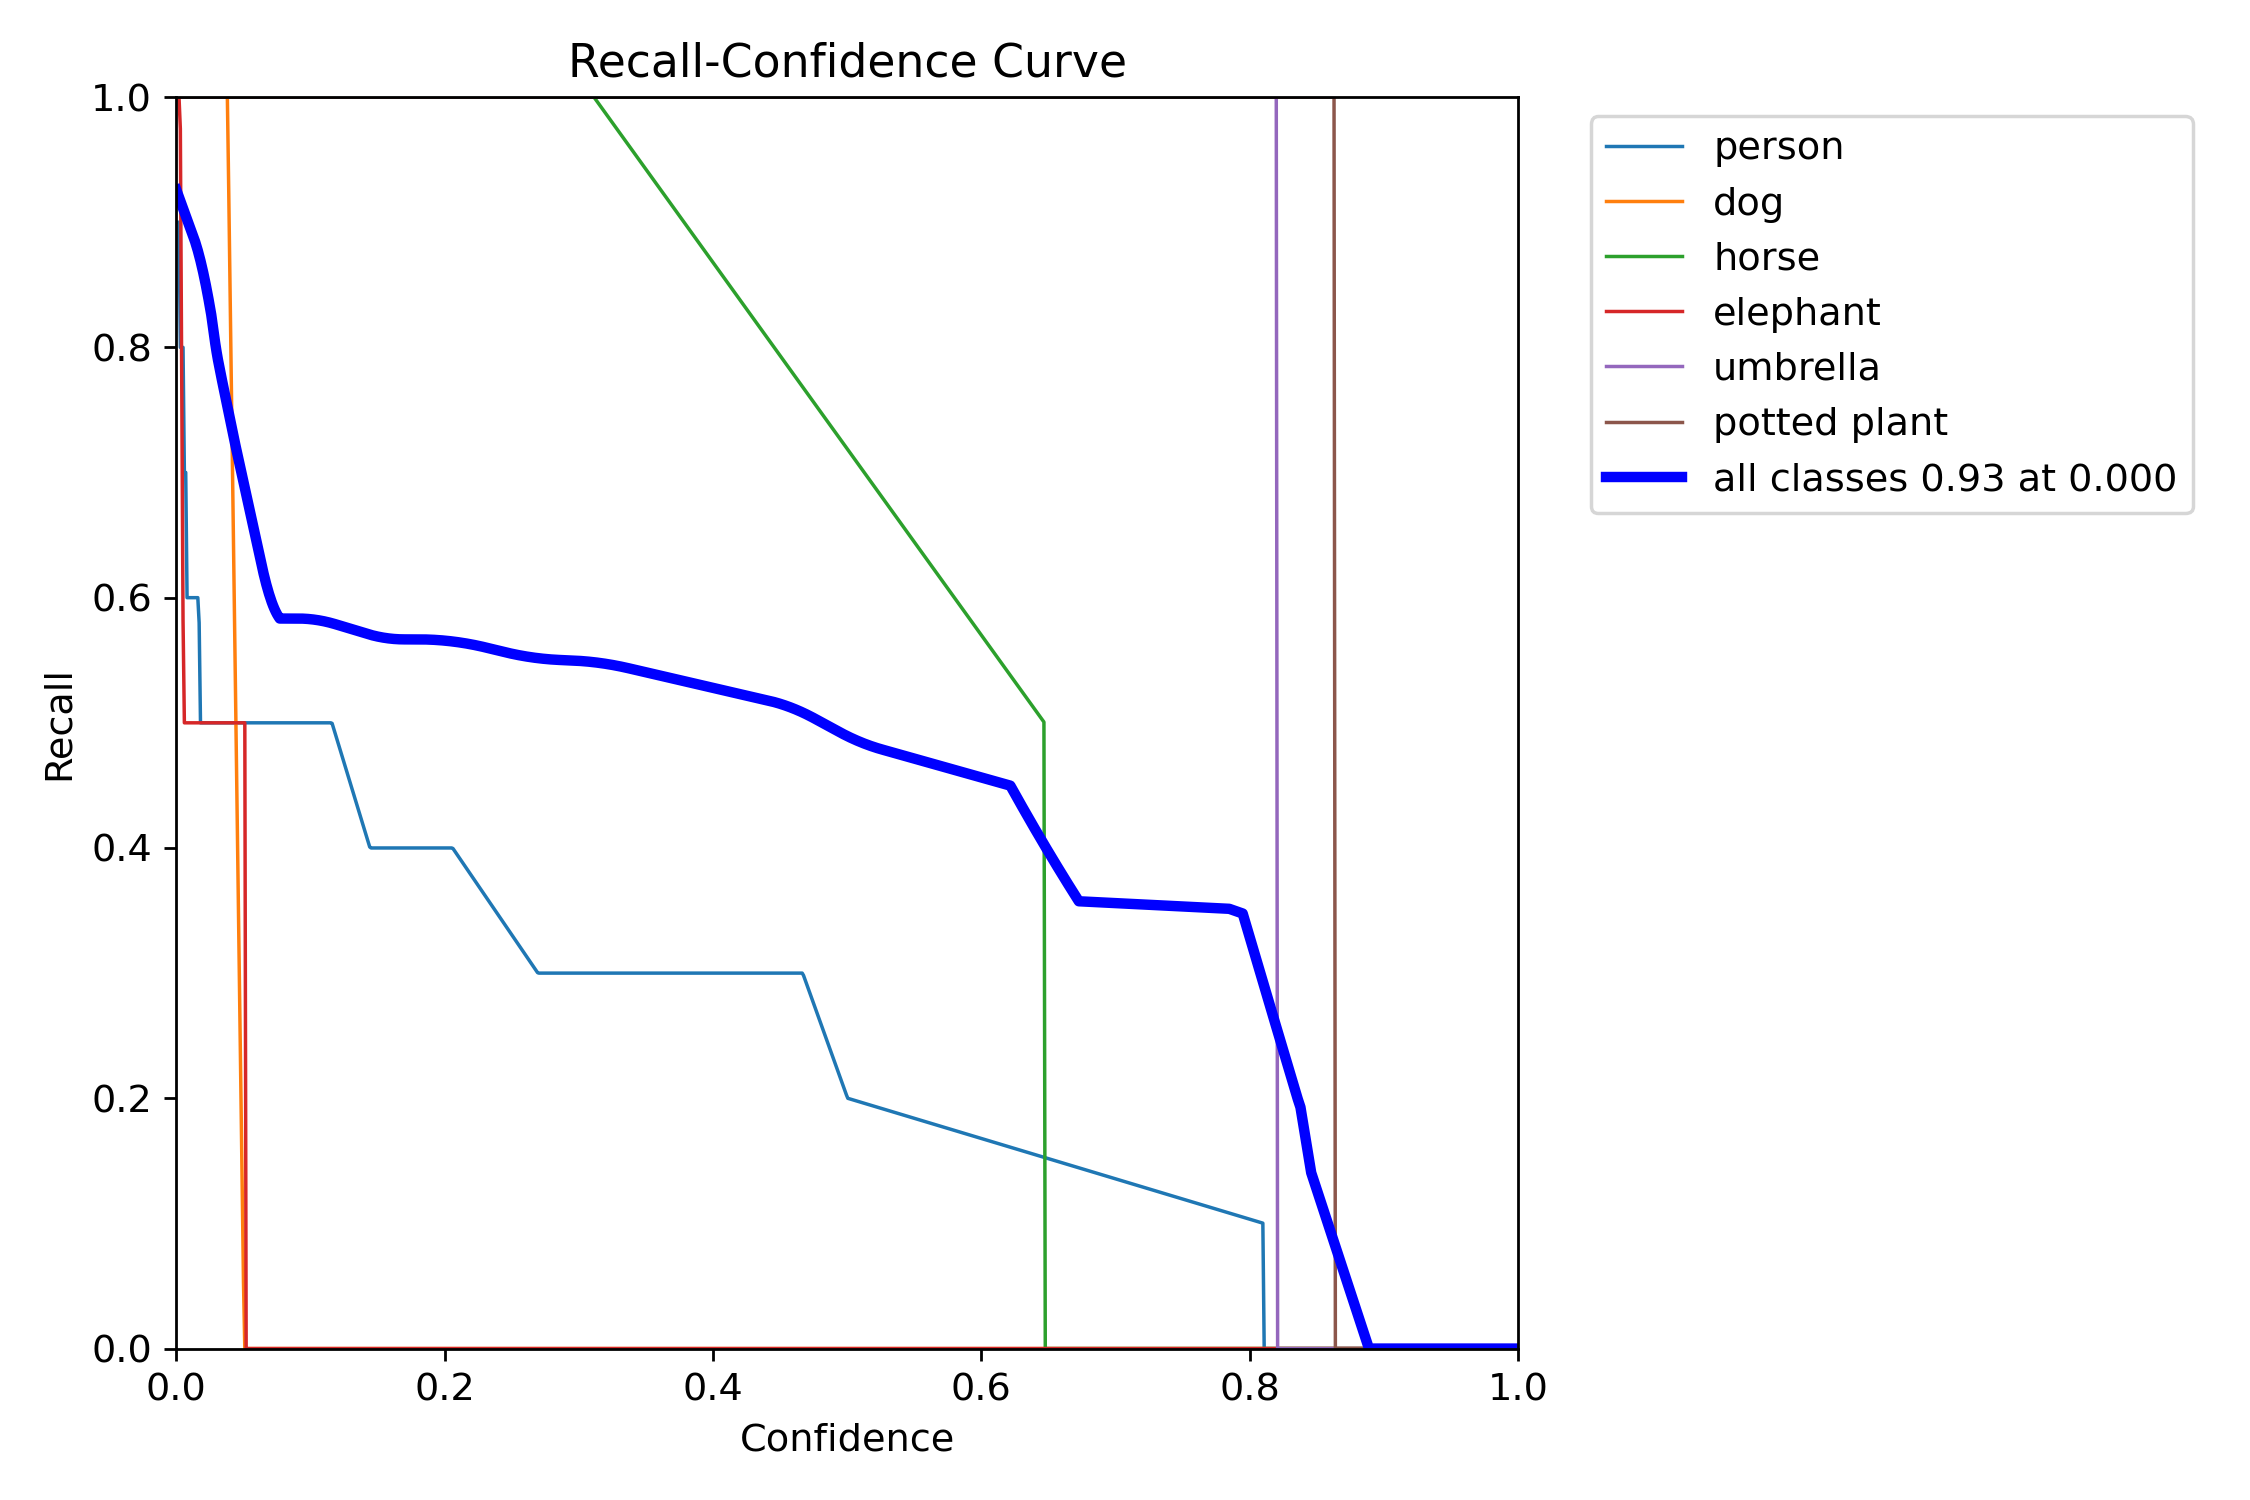 Recall-Confidence Curve
1.0
0.8
0.6
0.4
0.2
0.0
Recall
0.0 0.2 0.4 0.6 0.8 1.0
Confidence
person
dog
horse
elephant
umbrella
potted plant
all classes 0.93 at 0.000